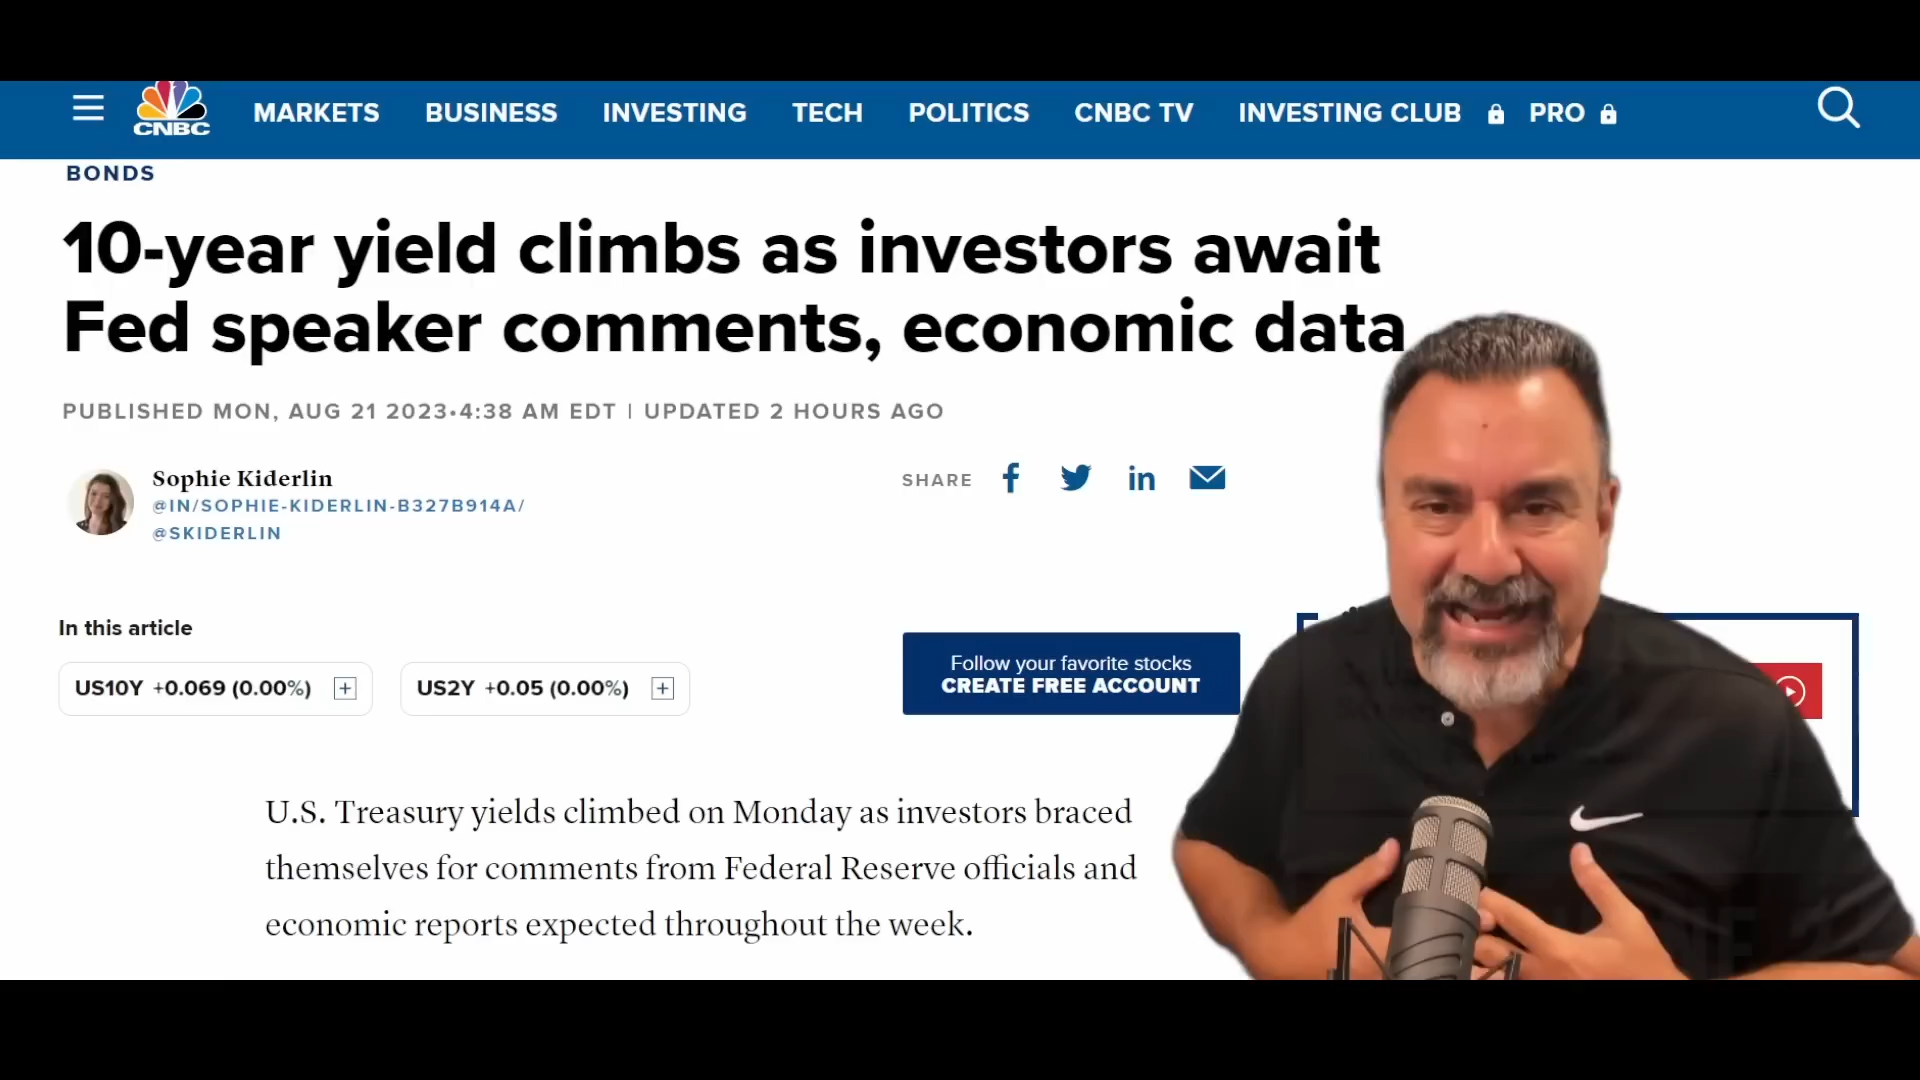 CNBC
MARKETS BUSINESS INVESTING TECH POLITICS CNBC TV INVESTING CLUB PRO
BONDS
10-year yield climbs as investors await
Fed speaker comments, economic data
PUBLISHED MON, AUG 21 2023•4:38 AM EDT | UPDATED 2 HOURS AGO
Sophie Kiderlin
@IN/SOPHIE-KIDERLIN-B327B914A/
@SKIDERLIN
SHARE
In this article
US10Y +0.069 (0.00%)
US2Y +0.05 (0.00%)
Follow your favorite stocks
CREATE FREE ACCOUNT
U.S. Treasury yields climbed on Monday as investors braced
themselves for comments from Federal Reserve officials and
economic reports expected throughout the week.